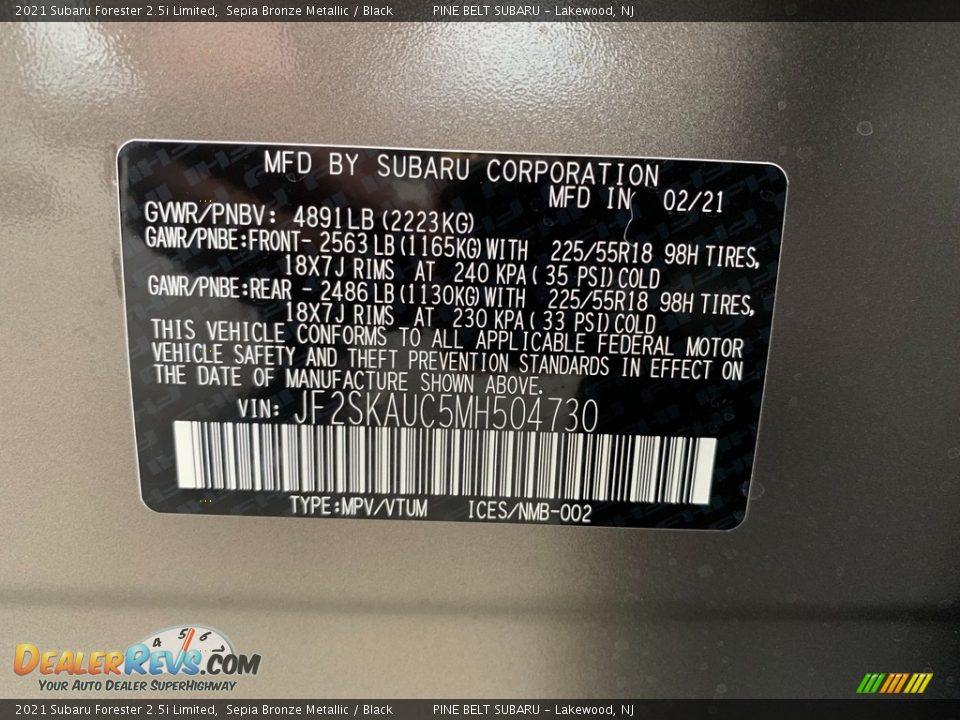 2021 Subaru Forester 2.5i Limited, Sepia Bronze Metallic / Black PINE BELT SUBARU - Lakewood, NJ
MFD BY SUBARU CORPORATION
MFD IN 02/21
GVWR/PNBV: 4891LB (2223KG)
GAWR/PNBE:FRONT- 2563 LB (1165KG) WITH 225/55R18 98H TIRES,
18X7J RIMS AT 240 KPA ( 35 PSI) COLD
GAWR/PNBE:REAR - 2486 LB (1130KG) WITH 225/55R18 98H TIRES,
18X7J RIMS AT 230 KPA ( 33 PSI) COLD
THIS VEHICLE CONFORMS TO ALL APPLICABLE FEDERAL MOTOR
VEHICLE SAFETY AND THEFT PREVENTION STANDARDS IN EFFECT ON
THE DATE OF MANUFACTURE SHOWN ABOVE.
VIN: JF2SKAUC5MH504730
TYPE:MPV/VTUM ICES/NMB-002
4 5 6
DEALERREVS.COM
YOUR AUTO DEALER SUPERHIGHWAY
2021 Subaru Forester 2.5i Limited, Sepia Bronze Metallic / Black PINE BELT SUBARU - Lakewood, NJ